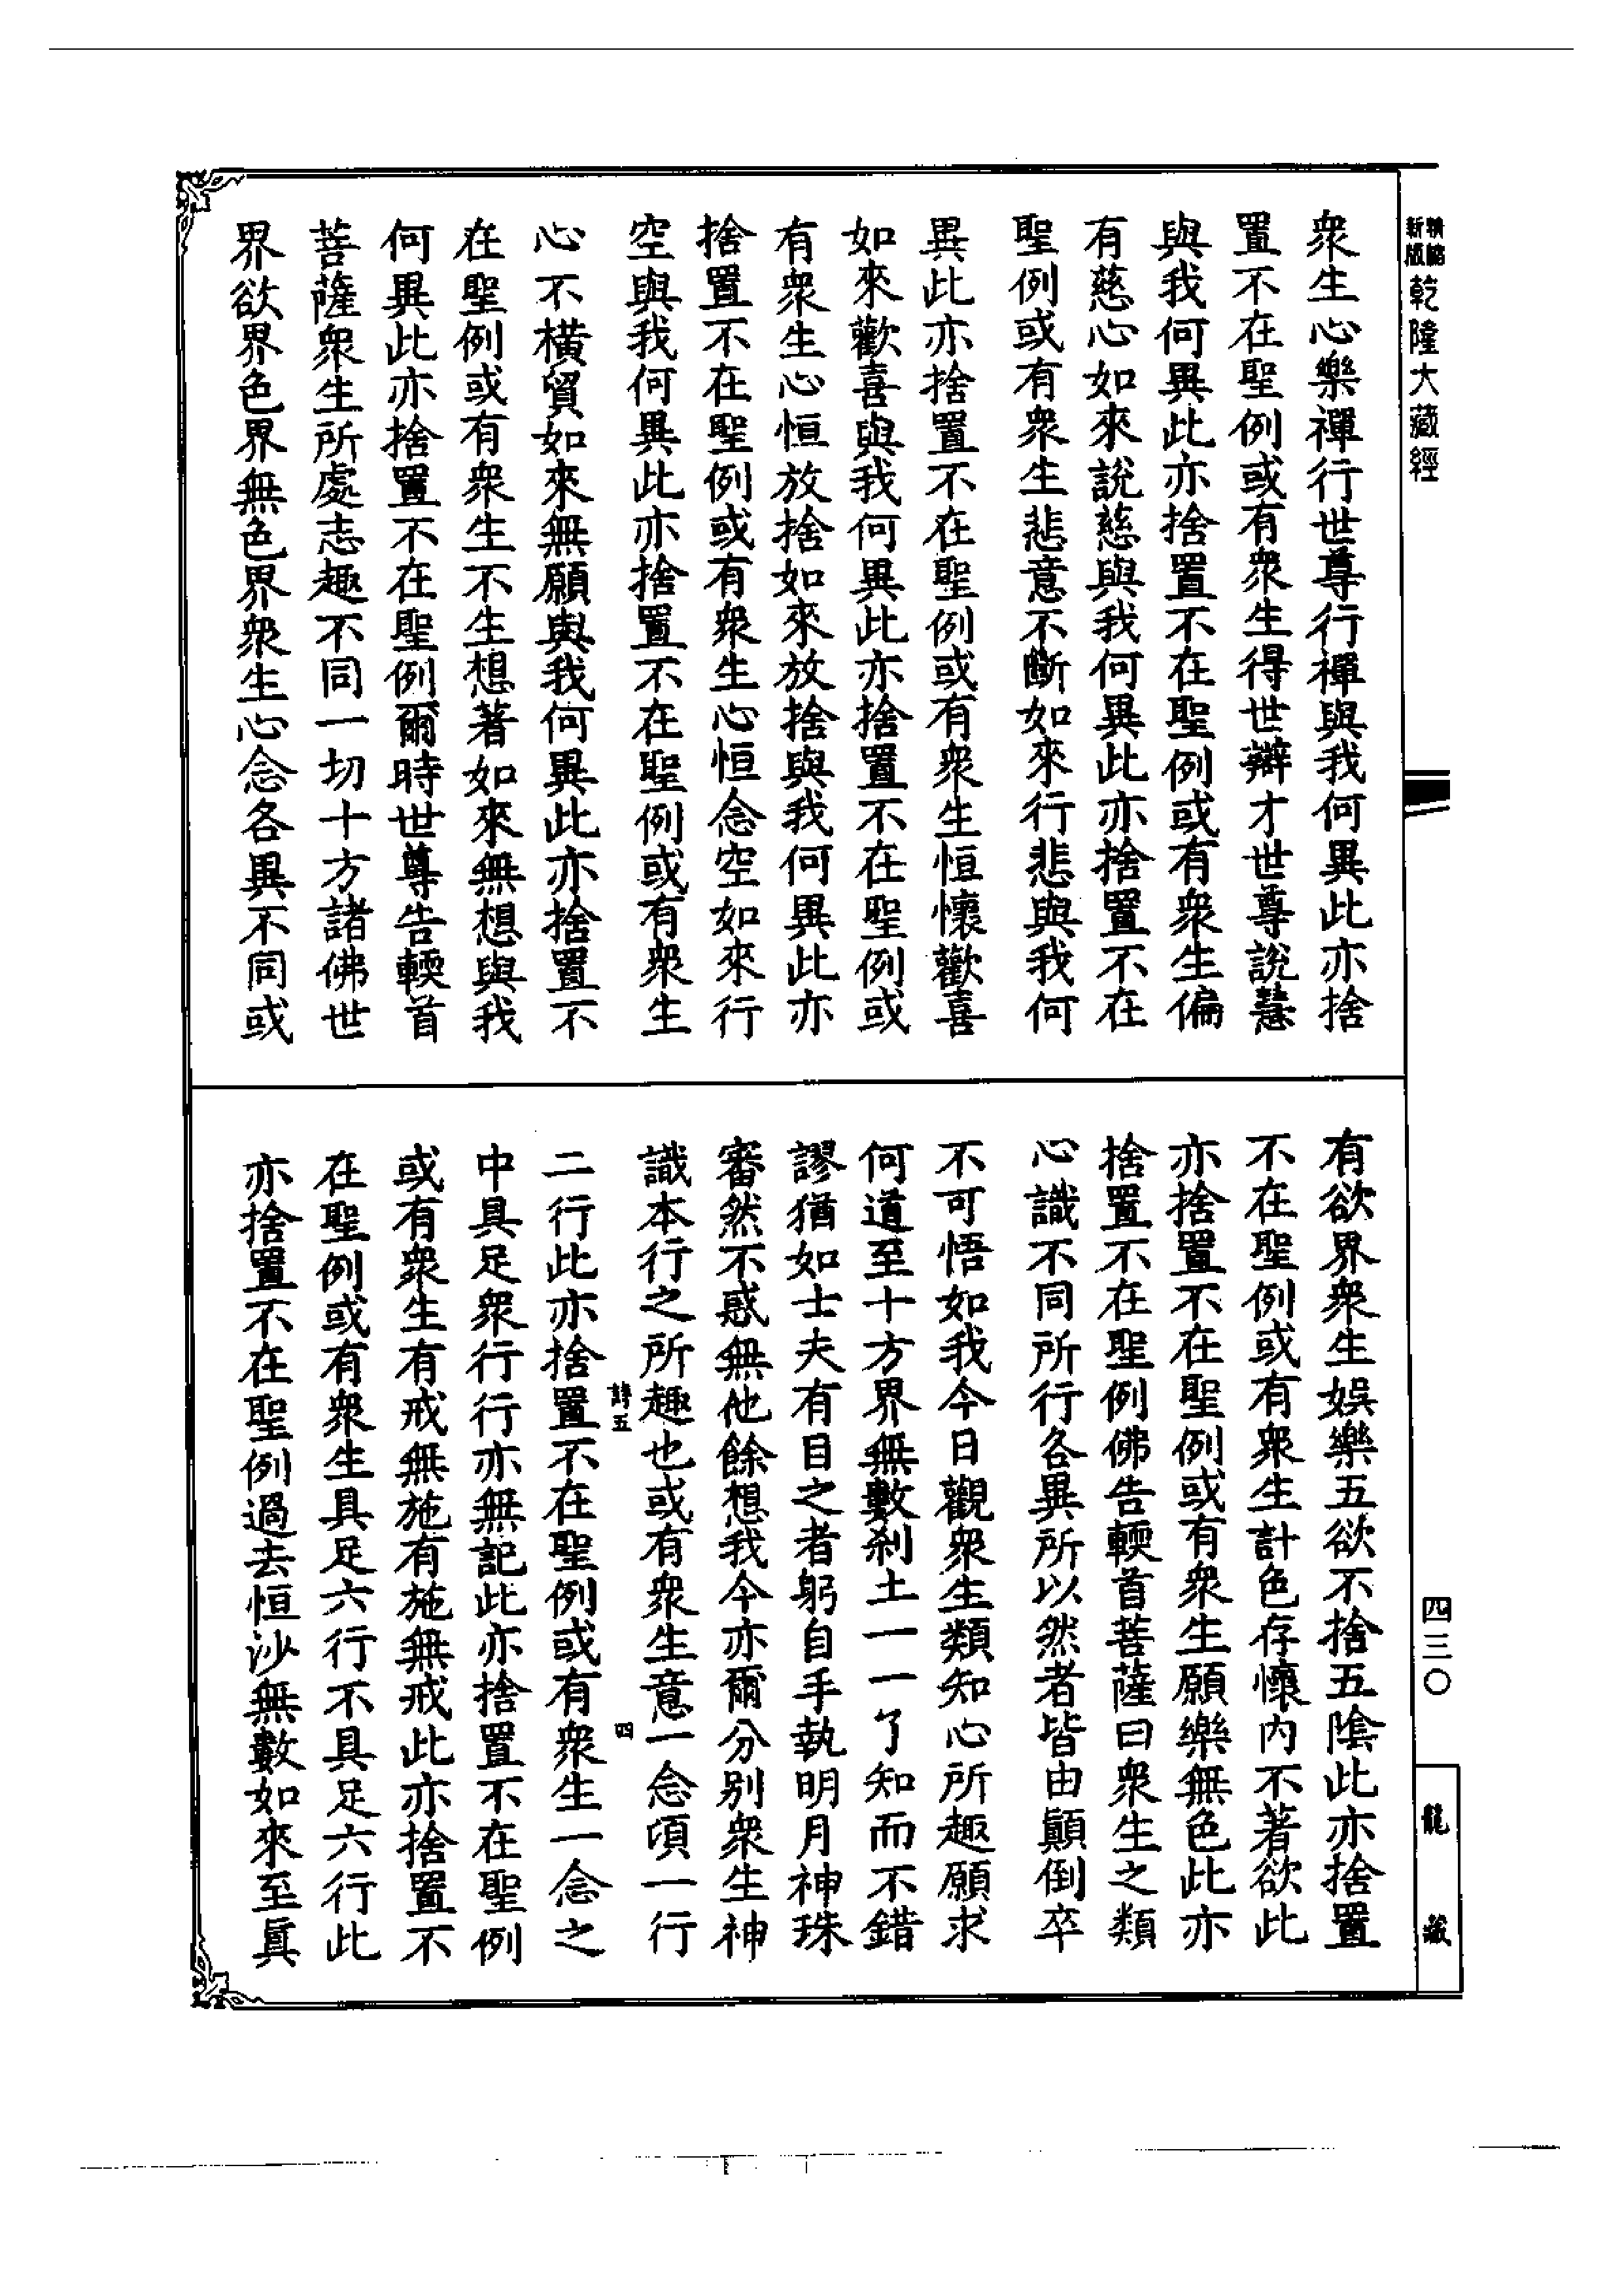 新版
乾隆大藏經
衆生心樂禪行世尊行禪與我何異此亦捨
置不在聖例或有衆生得世辯才世尊說慧
與我何異此亦捨置不在聖例或有衆生偏
有慈心如來說慈與我何異此亦捨置不在
聖例或有衆生悲意不斷如來行悲與我何
異此亦捨置不在聖例或有衆生恒懷歡喜
如來歡喜與我何異此亦捨置不在聖例或
有衆生心恒放捨如來放捨與我何異此亦
捨置不在聖例或有衆生心恒念空如來行
空與我何異此亦捨置不在聖例或有衆生
心不橫貿如來無願與我何異此亦捨置不
在聖例或有衆生不生想著如來無想與我
何異此亦捨置不在聖例爾時世尊告輭首
菩薩衆生所處志趣不同一切十方諸佛世
界欲界色界無色界衆生心念各異不同或
有欲界衆生娛樂五欲不捨五陰此亦捨置
不在聖例或有衆生計色存懷內不著欲此
亦捨置不在聖例或有衆生願樂無色此亦
捨置不在聖例佛告輭首菩薩曰衆生之類
心識不同所行各異所以然者皆由顚倒卒
不可悟如我今日觀衆生類知心所趣願求
何道至十方界無數剎土一一了知而不錯
謬猶如士夫有目之者躬自手執明月神珠
審然不惑無他餘想我今亦爾分別衆生神
識本行之所趣也或有衆生意一念頃一行
二行此亦捨置不在聖例或有衆生一念之
中具足衆行行亦無記此亦捨置不在聖例
或有衆生有戒無施有施無戒此亦捨置不
在聖例或有衆生具足六行不具足六行此
亦捨置不在聖例過去恒沙無數如來至眞
詩五
四
四三〇
龍藏